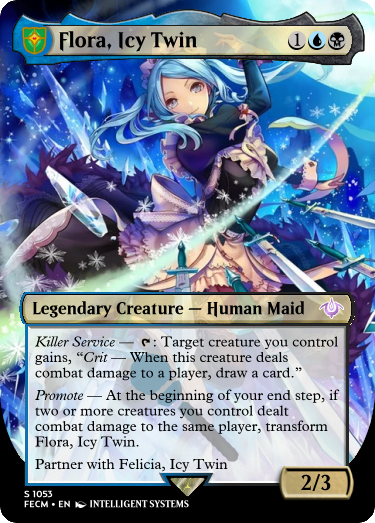 Flora, Icy Twin
1
Legendary Creature — Human Maid
Killer Service — : Target creature you control
gains, “Crit — When this creature deals
combat damage to a player, draw a card.”
Promote — At the beginning of your end step, if
two or more creatures you control dealt
combat damage to the same player, transform
Flora, Icy Twin.
Partner with Felicia, Icy Twin
2/3
S 1053
FECM • EN INTELLIGENT SYSTEMS